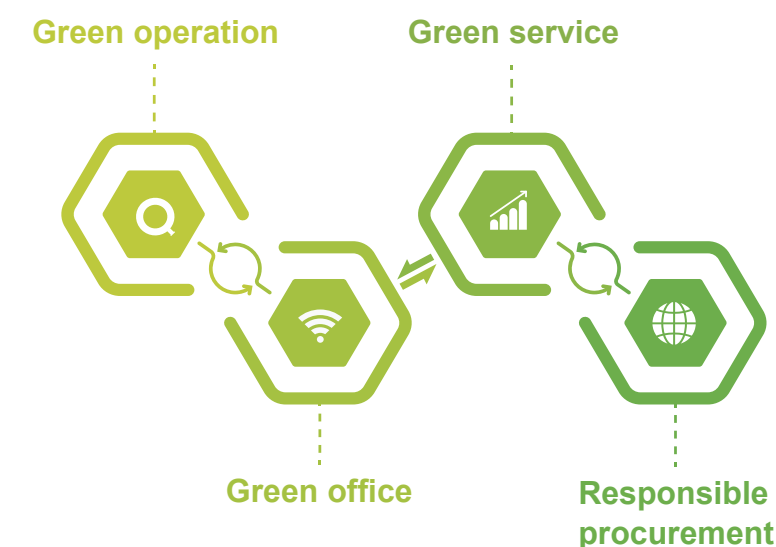 Green operation
Green service
Green office
Responsible
procurement